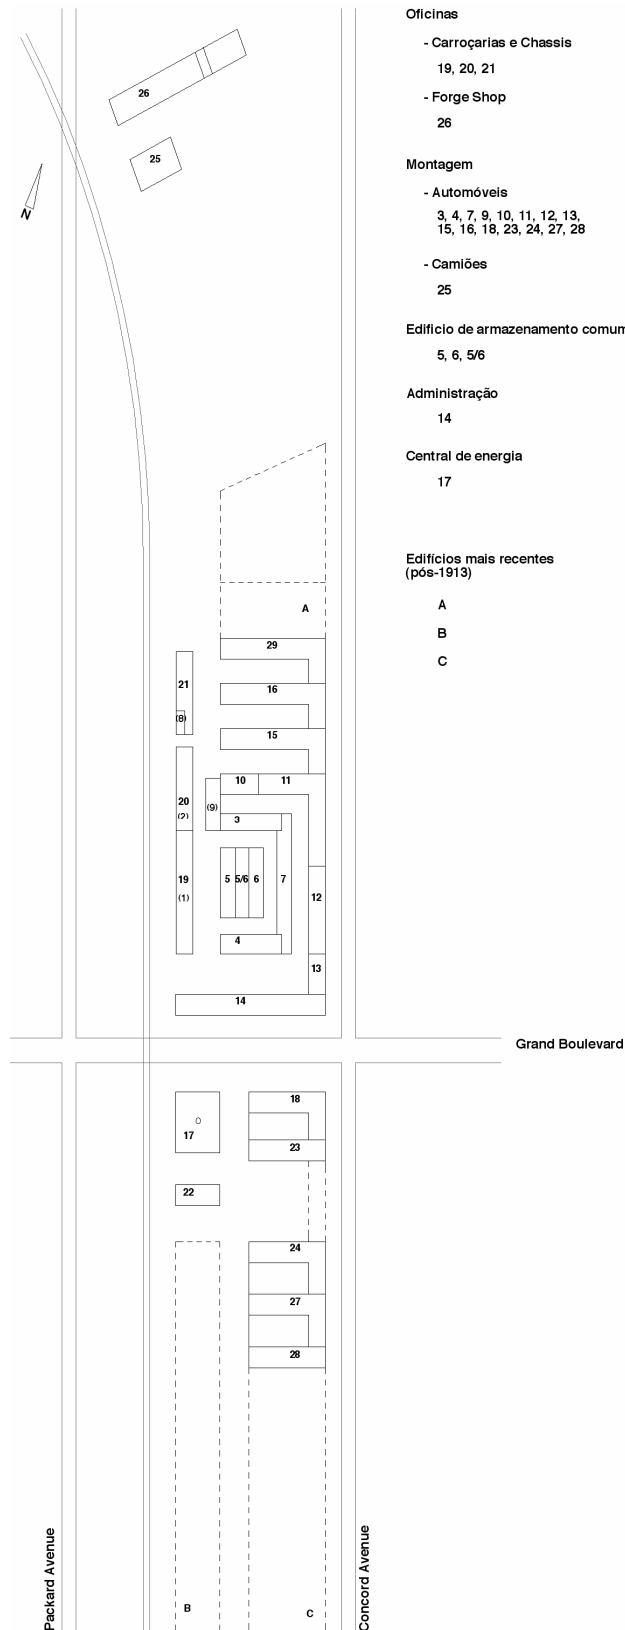 Oficinas
- Carroçarias e Chassis
19, 20, 21
- Forge Shop
26
Montagem
- Automóveis
3, 4, 7, 9, 10, 11, 12, 13,
15, 16, 18, 23, 24, 27, 28
- Camiões
25
Edificio de armazenamento comum
5, 6, 5/6
Administração
14
Central de energia
17
Edifícios mais recentes
(pós-1913)
A
B
C
26
25
N
A
29
21
16
(8)
15
10
11
20
(9)
(2)
3
19
5
5/6
6
7
(1)
12
4
13
14
Grand Boulevard
18
17
23
22
24
27
28
Packard Avenue
Concord Avenue
B
C